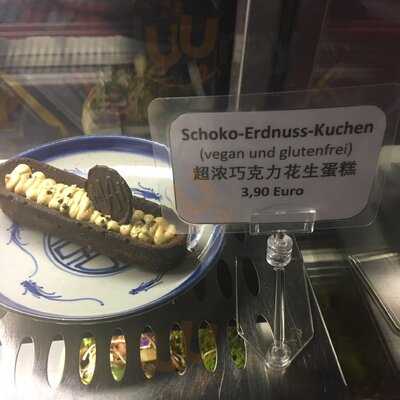 Schoko-Erdnuss-Kuchen
(vegan und glutenfrei)
超浓巧克力花生蛋糕
3,90 Euro